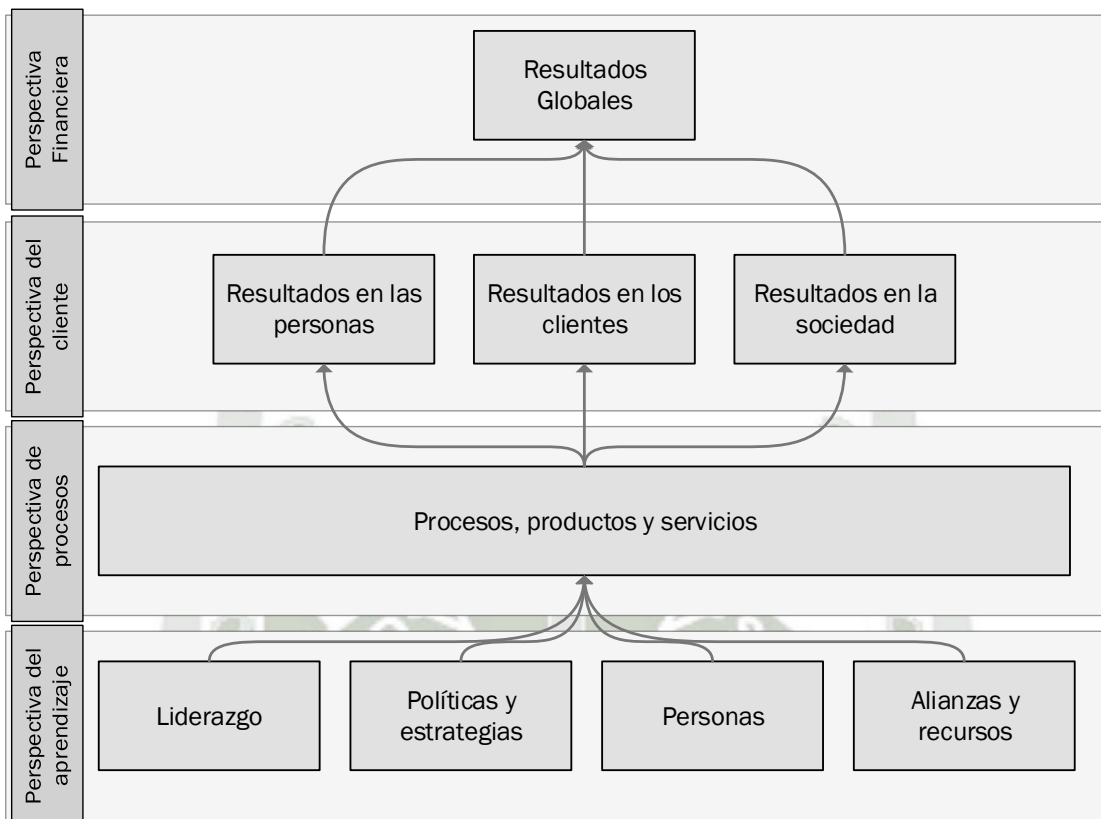 Perspectiva
Financiera
Resultados
Globales
Perspectiva del
cliente
Resultados en las
personas
Resultados en los
clientes
Resultados en la
sociedad
Perspectiva de
procesos
Procesos, productos y servicios
Perspectiva del
aprendizaje
Liderazgo
Políticas y
estrategias
Personas
Alianzas y
recursos